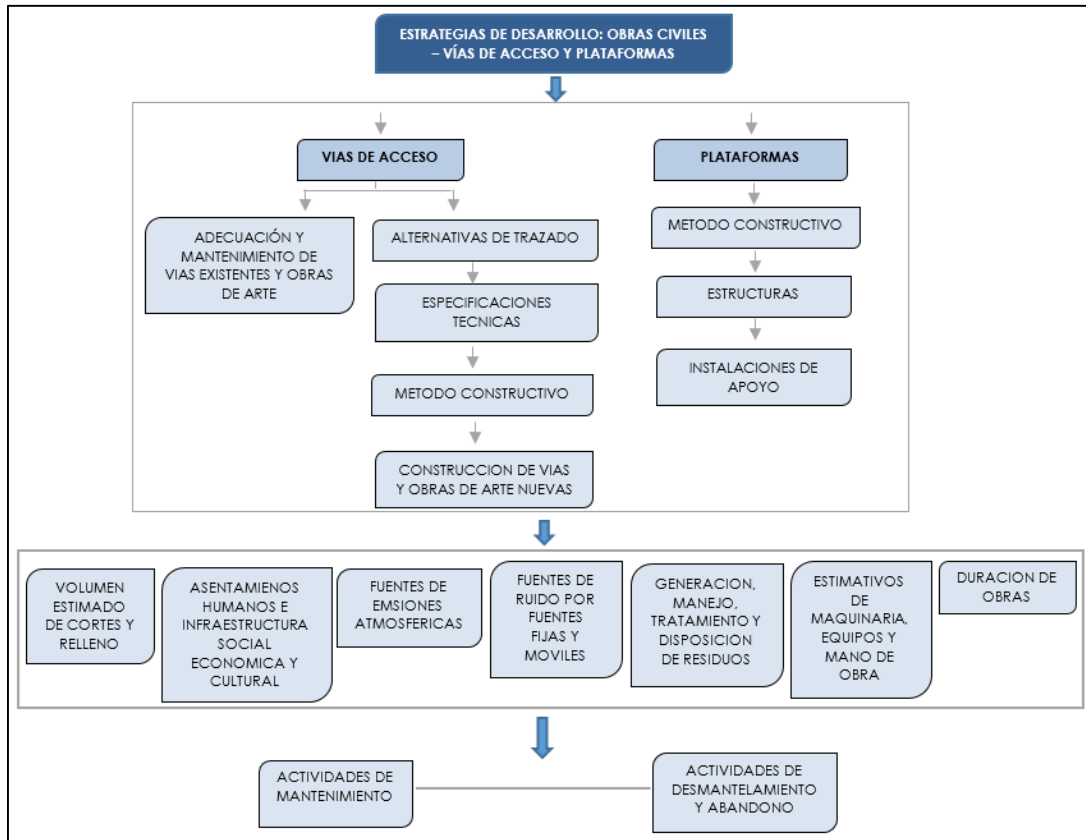 ESTRATEGIAS DE DESARROLLO: OBRAS CIVILES
– VÍAS DE ACCESO Y PLATAFORMAS
VIAS DE ACCESO
PLATAFORMAS
ADECUACIÓN Y
MANTENIMIENTO DE
VIAS EXISTENTES Y OBRAS
DE ARTE
ALTERNATIVAS DE TRAZADO
ESPECIFICACIONES
TECNICAS
METODO CONSTRUCTIVO
CONSTRUCCION DE VIAS
Y OBRAS DE ARTE NUEVAS
METODO CONSTRUCTIVO
ESTRUCTURAS
INSTALACIONES DE
APOYO
VOLUMEN
ESTIMADO
DE CORTES Y
RELLENO
ASENTAMIENOS
HUMANOS E
INFRAESTRUCTURA
SOCIAL
ECONOMICA Y
CULTURAL
FUENTES DE
EMSIONES
ATMOSFERICAS
FUENTES DE
RUIDO POR
FUENTES
FIJAS Y
MOVILES
GENERACION,
MANEJO,
TRATAMIENTO Y
DISPOSICION
DE RESIDUOS
ESTIMATIVOS
DE
MAQUINARIA,
EQUIPOS Y
MANO DE
OBRA
DURACION DE
OBRAS
ACTIVIDADES DE
MANTENIMIENTO
ACTIVIDADES DE
DESMANTELAMIENTO
Y ABANDONO